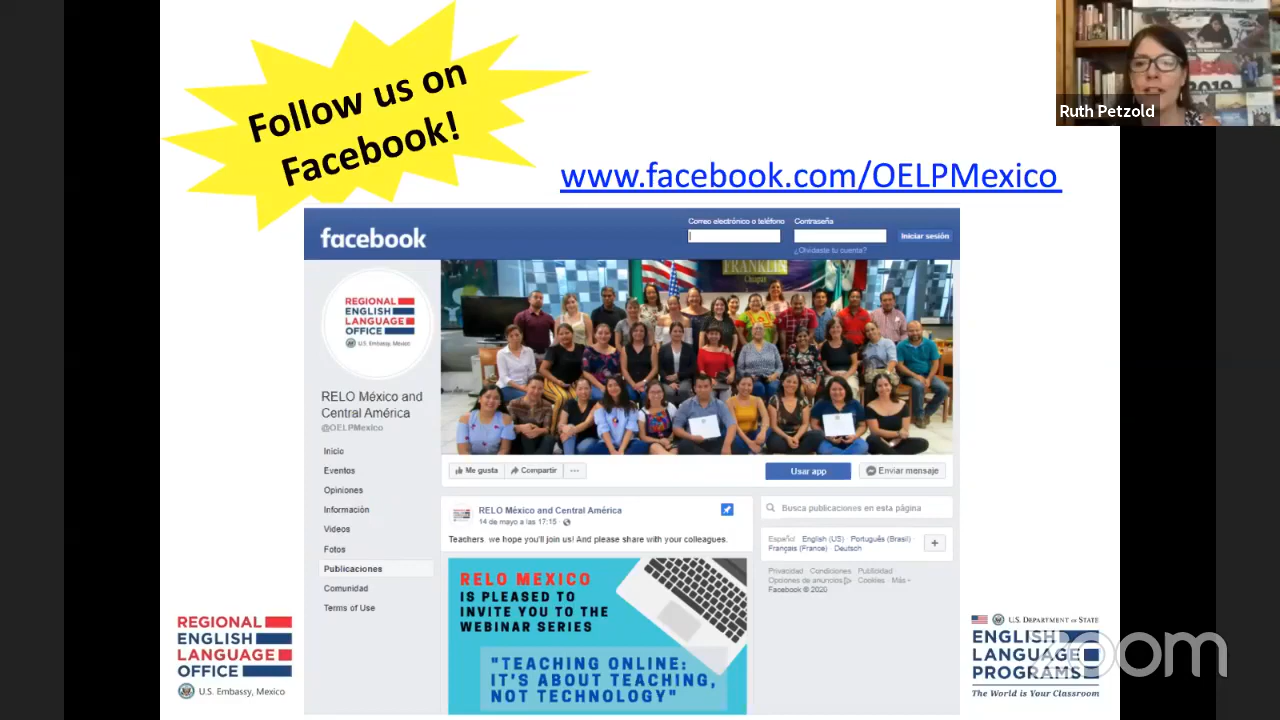 Follow us on
Facebook!
Ruth Petzold
2019
www.facebook.com/OELPMexico
facebook
Correo electrónico o teléfono
Contraseña
Iniciar sesión
¿Olvidaste tu cuenta?
FRANKLIN
Chiapas
REGIONAL
ENGLISH
LANGUAGE
OFFICE
U.S. Embassy, Mexico
RELO México and
Central América
@OELPMexico
Inicio
Eventos
Opiniones
Información
Videos
Fotos
Publicaciones
Comunidad
Terms of Use
Me gusta
Compartir
...
Usar app
Enviar mensaje
RELO México and Central América
14 de mayo a las 17:15
Teachers we hope you'll join us! And please share with your colleagues.
Busca publicaciones en esta página
Español English (US) · Português (Brasil) ·
Français (France) · Deutsch
+
Privacidad · Condiciones · Publicidad ·
Opciones de anuncios · Cookies · Más
Facebook © 2020
RELO MEXICO
IS PLEASED TO
INVITE YOU TO THE
WEBINAR SERIES
"TEACHING ONLINE:
IT'S ABOUT TEACHING,
NOT TECHNOLOGY"
REGIONAL
ENGLISH
LANGUAGE
OFFICE
U.S. Embassy, Mexico
U.S. DEPARTMENT OF STATE
ENGLISH
LANGUAGE
PROGRAMS
The World is Your Classroom
zoom